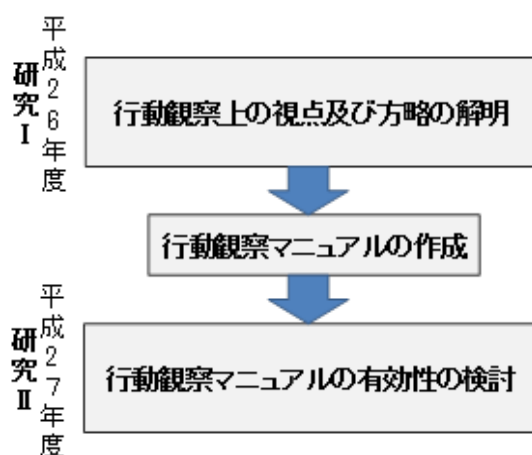 研究Ⅰ
平成26年度
行動観察上の視点及び方略の解明
行動観察マニュアルの作成
研究Ⅱ
平成27年度
行動観察マニュアルの有効性の検討